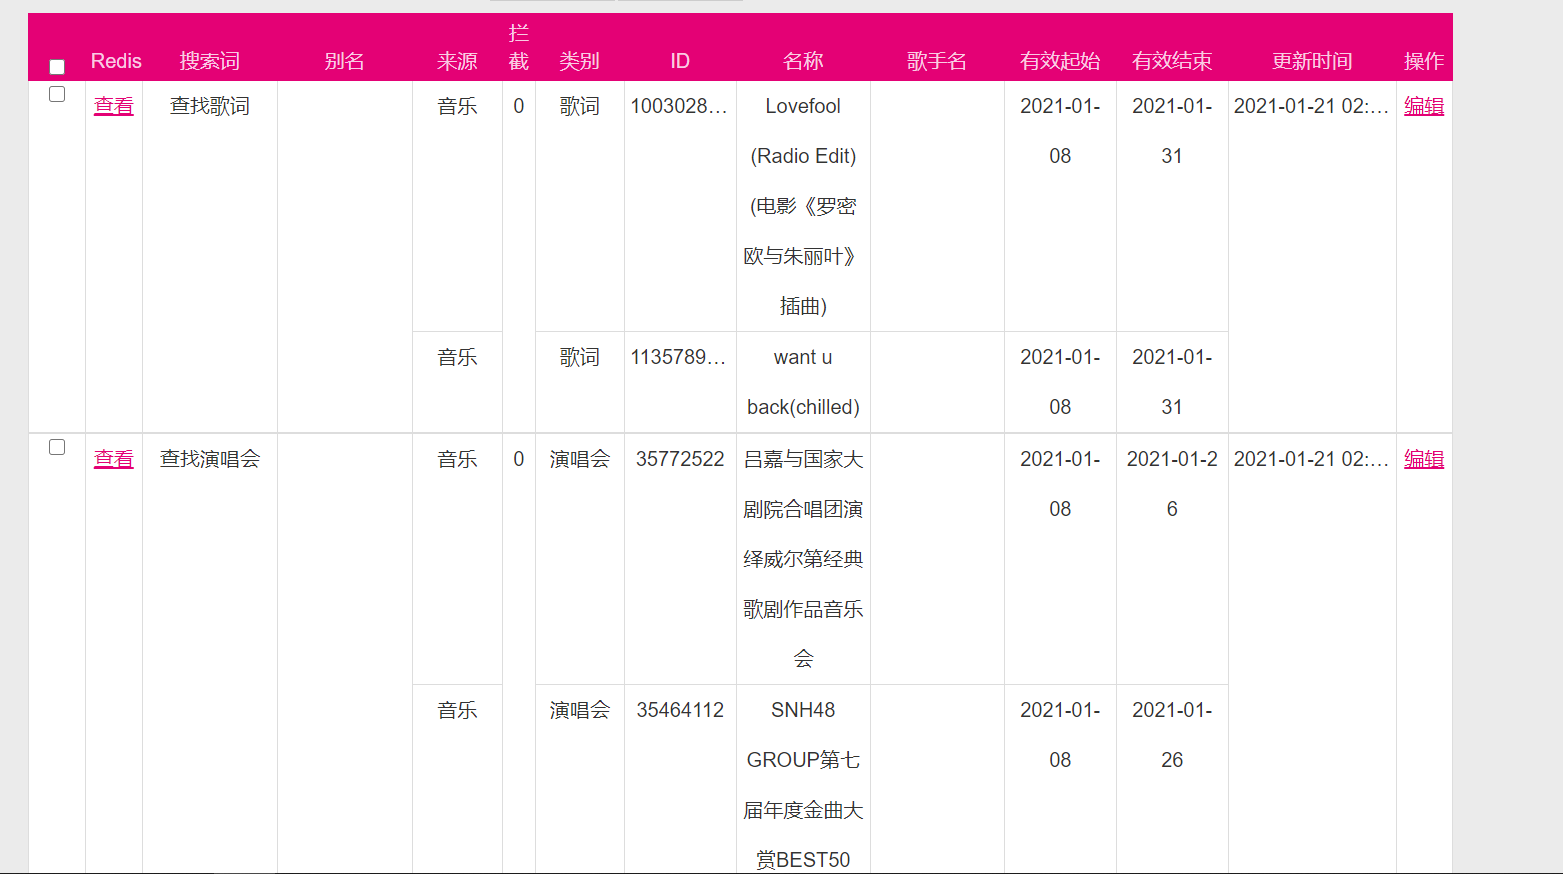 Redis 搜索词 别名 来源 拦截 类别 ID 名称 歌手名 有效起始 有效结束 更新时间 操作
查看 查找歌词 音乐 0 歌词 1003028… Lovefool 2021-01- 2021-01- 2021-01-21 02:… 编辑
(Radio Edit) 08 31
(电影《罗密
欧与朱丽叶》
插曲)
音乐 歌词 1135789… want u 2021-01- 2021-01-
back(chilled) 08 31
查看 查找演唱会 音乐 0 演唱会 35772522 吕嘉与国家大 2021-01- 2021-01-2 2021-01-21 02:… 编辑
剧院合唱团演 08 6
绎威尔第经典
歌剧作品音乐
会
音乐 演唱会 35464112 SNH48 2021-01- 2021-01-
GROUP第七 08 26
届年度金曲大
赏BEST50